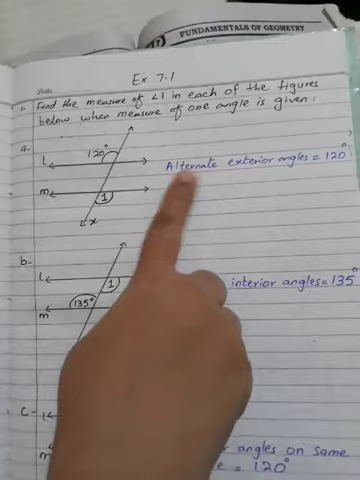 FUNDAMENTALS OF GEOMETRY
Date:
Ex 7.1
1. Find the measure of ∠1 in each of the figures
below when measure of one angle is given:
a.
120°
l
Alternate exterior angles = 120°
m
1
x
b-
l
1
interior angles = 135°
135°
m
C-
l
m
angles on same
= 120°